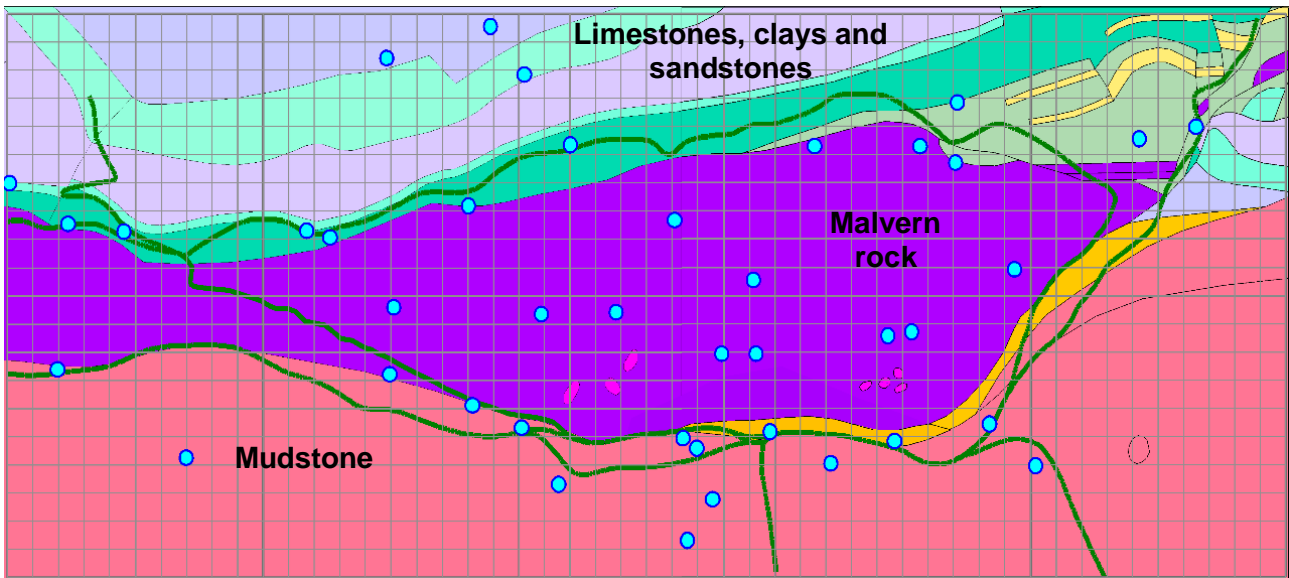 Limestones, clays and
sandstones
Malvern
rock
Mudstone